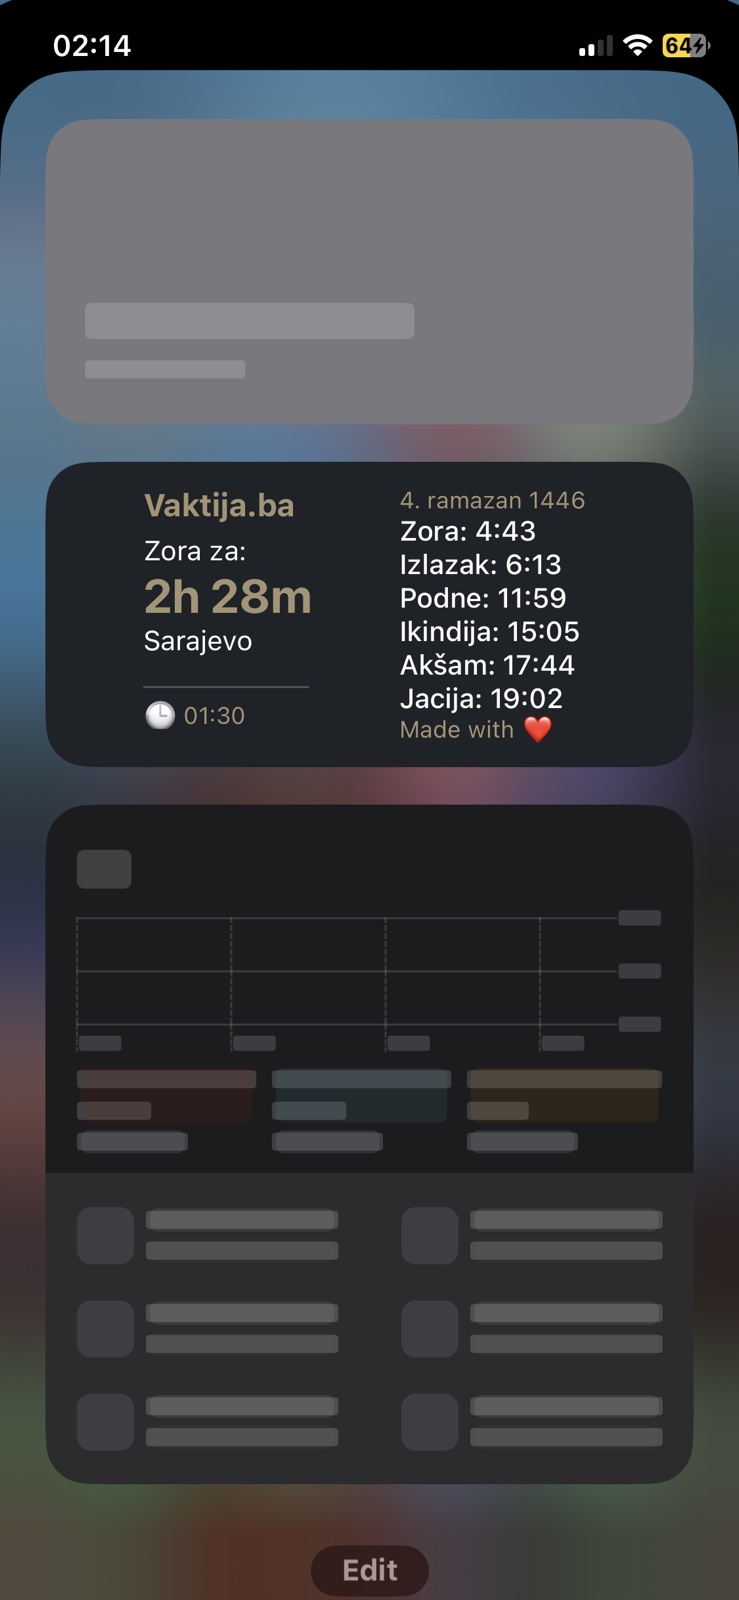 02:14
64
Vaktija.ba
Zora za:
2h 28m
Sarajevo
01:30
4. ramazan 1446
Zora: 4:43
Izlazak: 6:13
Podne: 11:59
Ikindija: 15:05
Akšam: 17:44
Jacija: 19:02
Made with ❤️
Edit